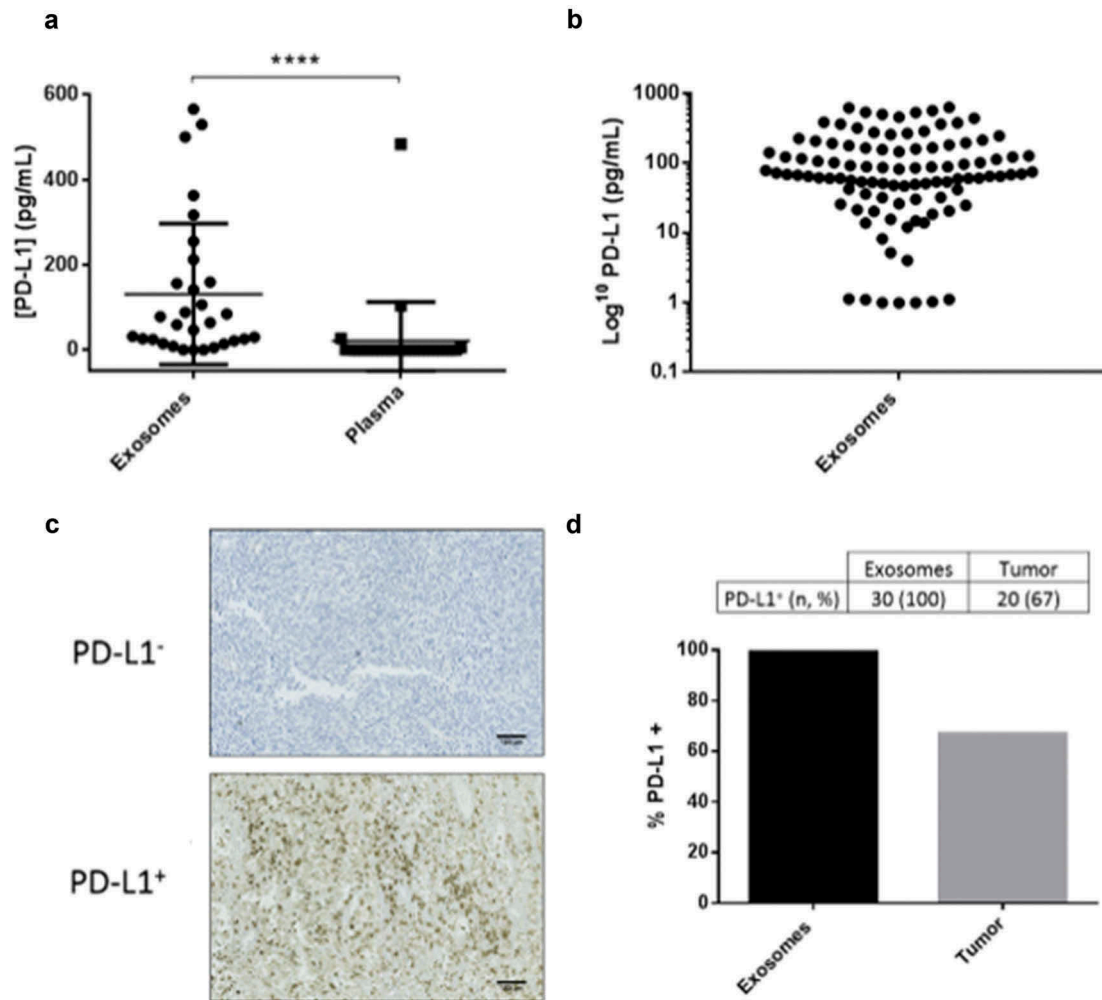 a
****
[PD-L1] (pg/mL)
600
400
200
0
Exosomes
Plasma
b
Log¹⁰ PD-L1 (pg/mL)
1000
100
10
1
0.1
Exosomes
c
PD-L1⁻
PD-L1⁺
d
Exosomes Tumor
PD-L1⁺ (n, %) 30 (100) 20 (67)
% PD-L1 +
100
80
60
40
20
0
Exosomes
Tumor